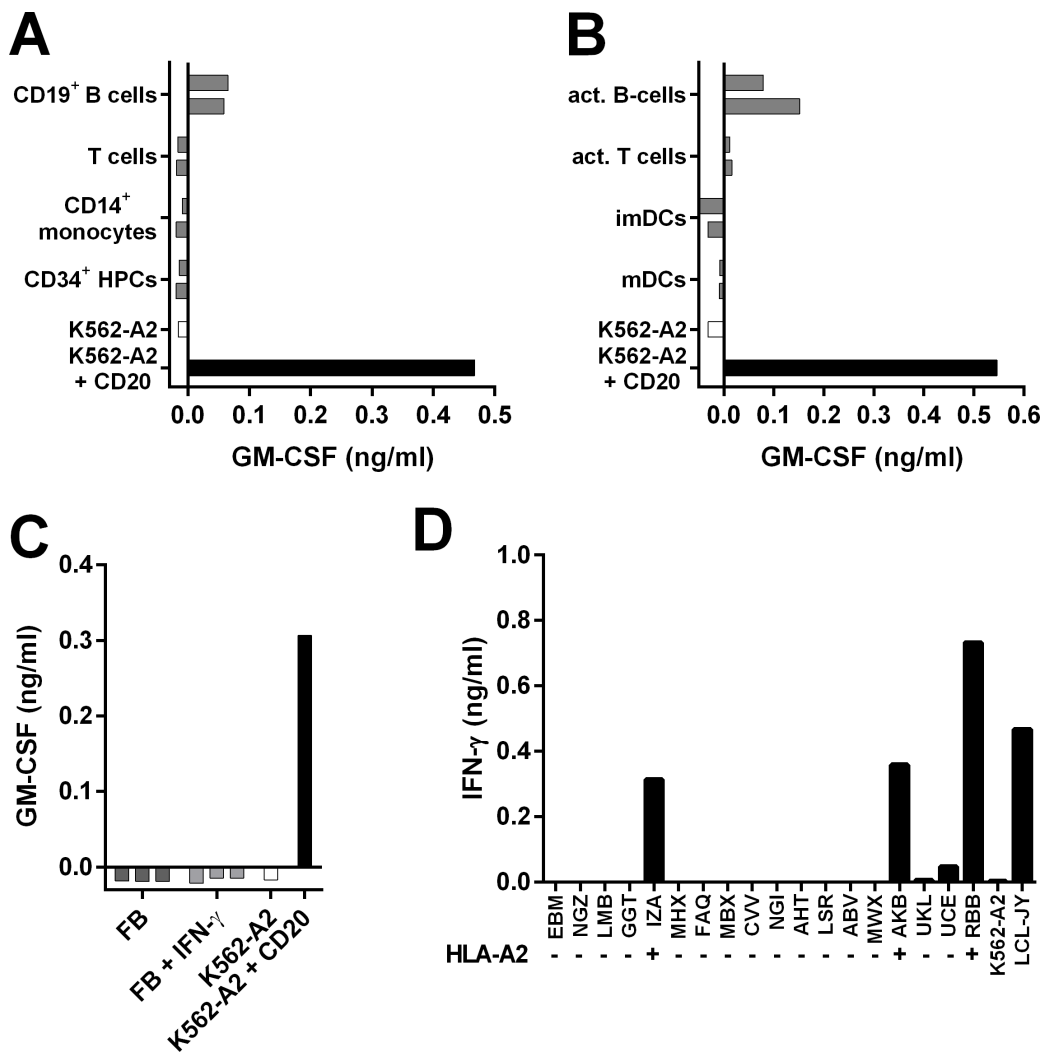 A
CD19+ B cells
T cells
CD14+
monocytes
CD34+ HPCs
K562-A2
K562-A2
+ CD20
0.0 0.1 0.2 0.3 0.4 0.5
GM-CSF (ng/ml)
B
act. B-cells
act. T cells
imDCs
mDCs
K562-A2
K562-A2
+ CD20
0.0 0.1 0.2 0.3 0.4 0.5 0.6
GM-CSF (ng/ml)
C
GM-CSF (ng/ml)
0.4
0.3
0.2
0.1
0.0
FB
FB + IFN-γ
K562-A2
K562-A2 + CD20
D
IFN-γ (ng/ml)
1.0
0.8
0.6
0.4
0.2
0.0
EBM NGZ LMB GGT IZA MHX FAQ MBX CVV NGI AHT LSR ABV MWX AKB UKL UCE RBB K562-A2 LCL-JY
HLA-A2 - - - - + - - - - - - - - - + - - +